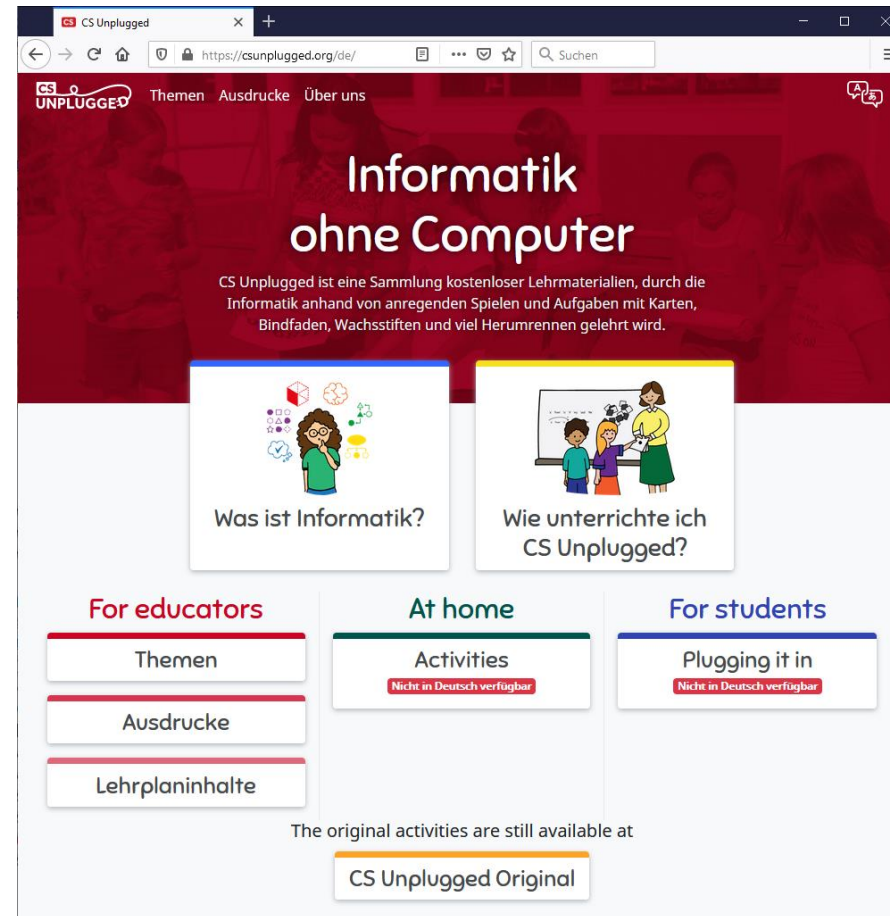 CS Unplugged
https://csunplugged.org/de/
Suchen
CS
UNPLUGGED
Themen Ausdrucke Über uns
A あ
Informatik
ohne Computer
CS Unplugged ist eine Sammlung kostenloser Lehrmaterialien, durch die
Informatik anhand von anregenden Spielen und Aufgaben mit Karten,
Bindfaden, Wachsstiften und viel Herumrennen gelehrt wird.
Was ist Informatik?
Wie unterrichte ich
CS Unplugged?
For educators
Themen
Ausdrucke
Lehrplaninhalte
At home
Activities
Nicht in Deutsch verfügbar
For students
Plugging it in
Nicht in Deutsch verfügbar
The original activities are still available at
CS Unplugged Original